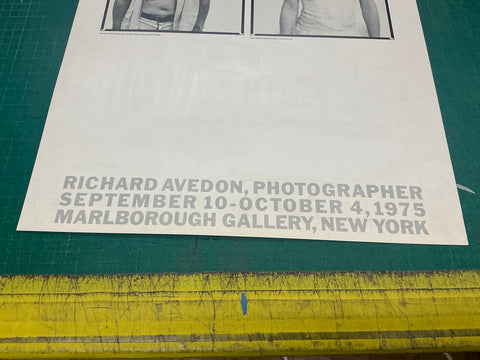 RICHARD AVEDON, PHOTOGRAPHER
SEPTEMBER 10-OCTOBER 4, 1975
MARLBOROUGH GALLERY, NEW YORK